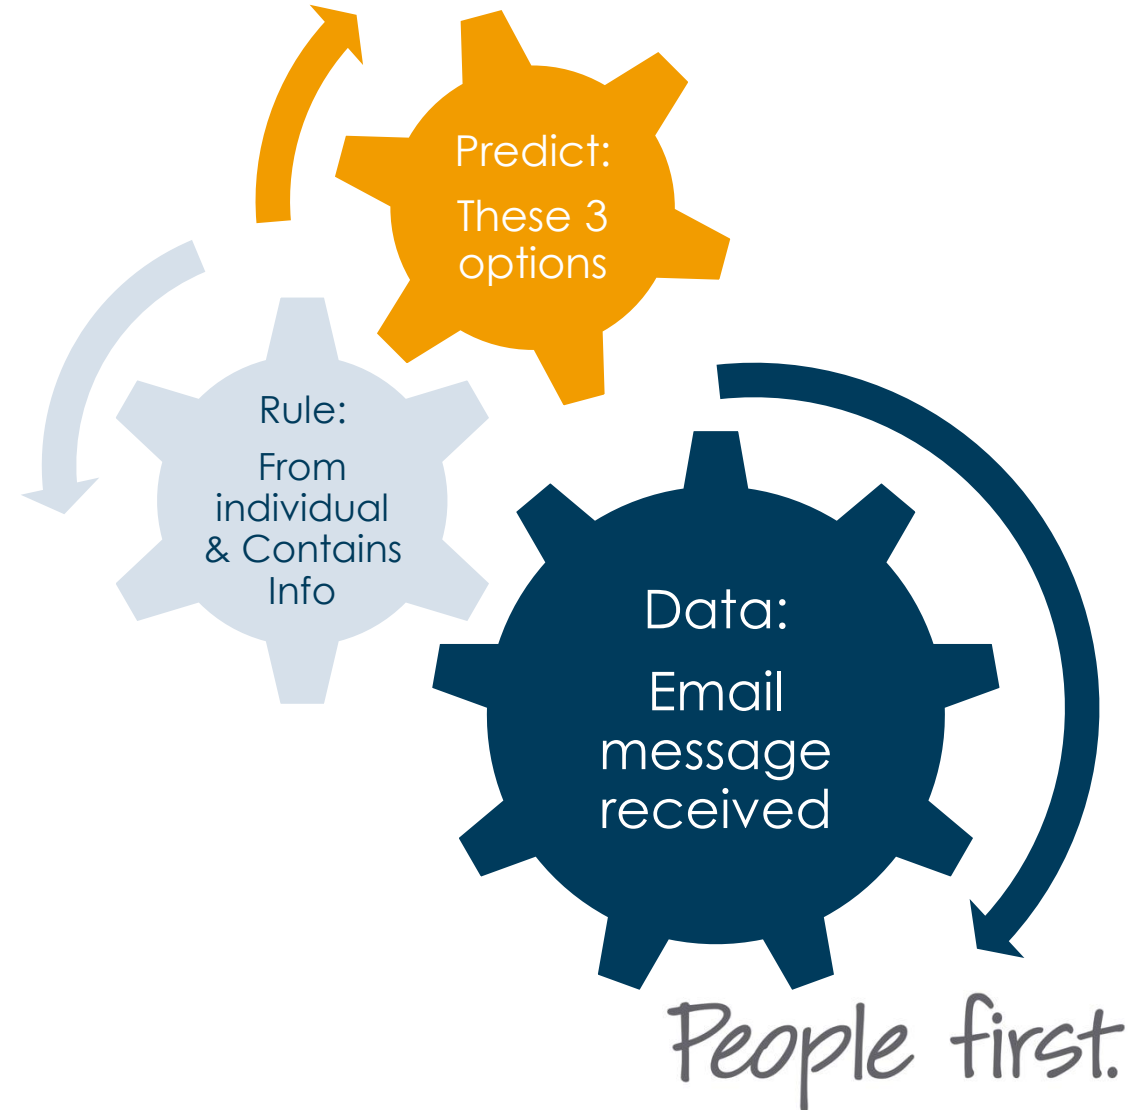 Predict:
These 3
options
Rule:
From
individual
& Contains
Info
Data:
Email
message
received
People first.